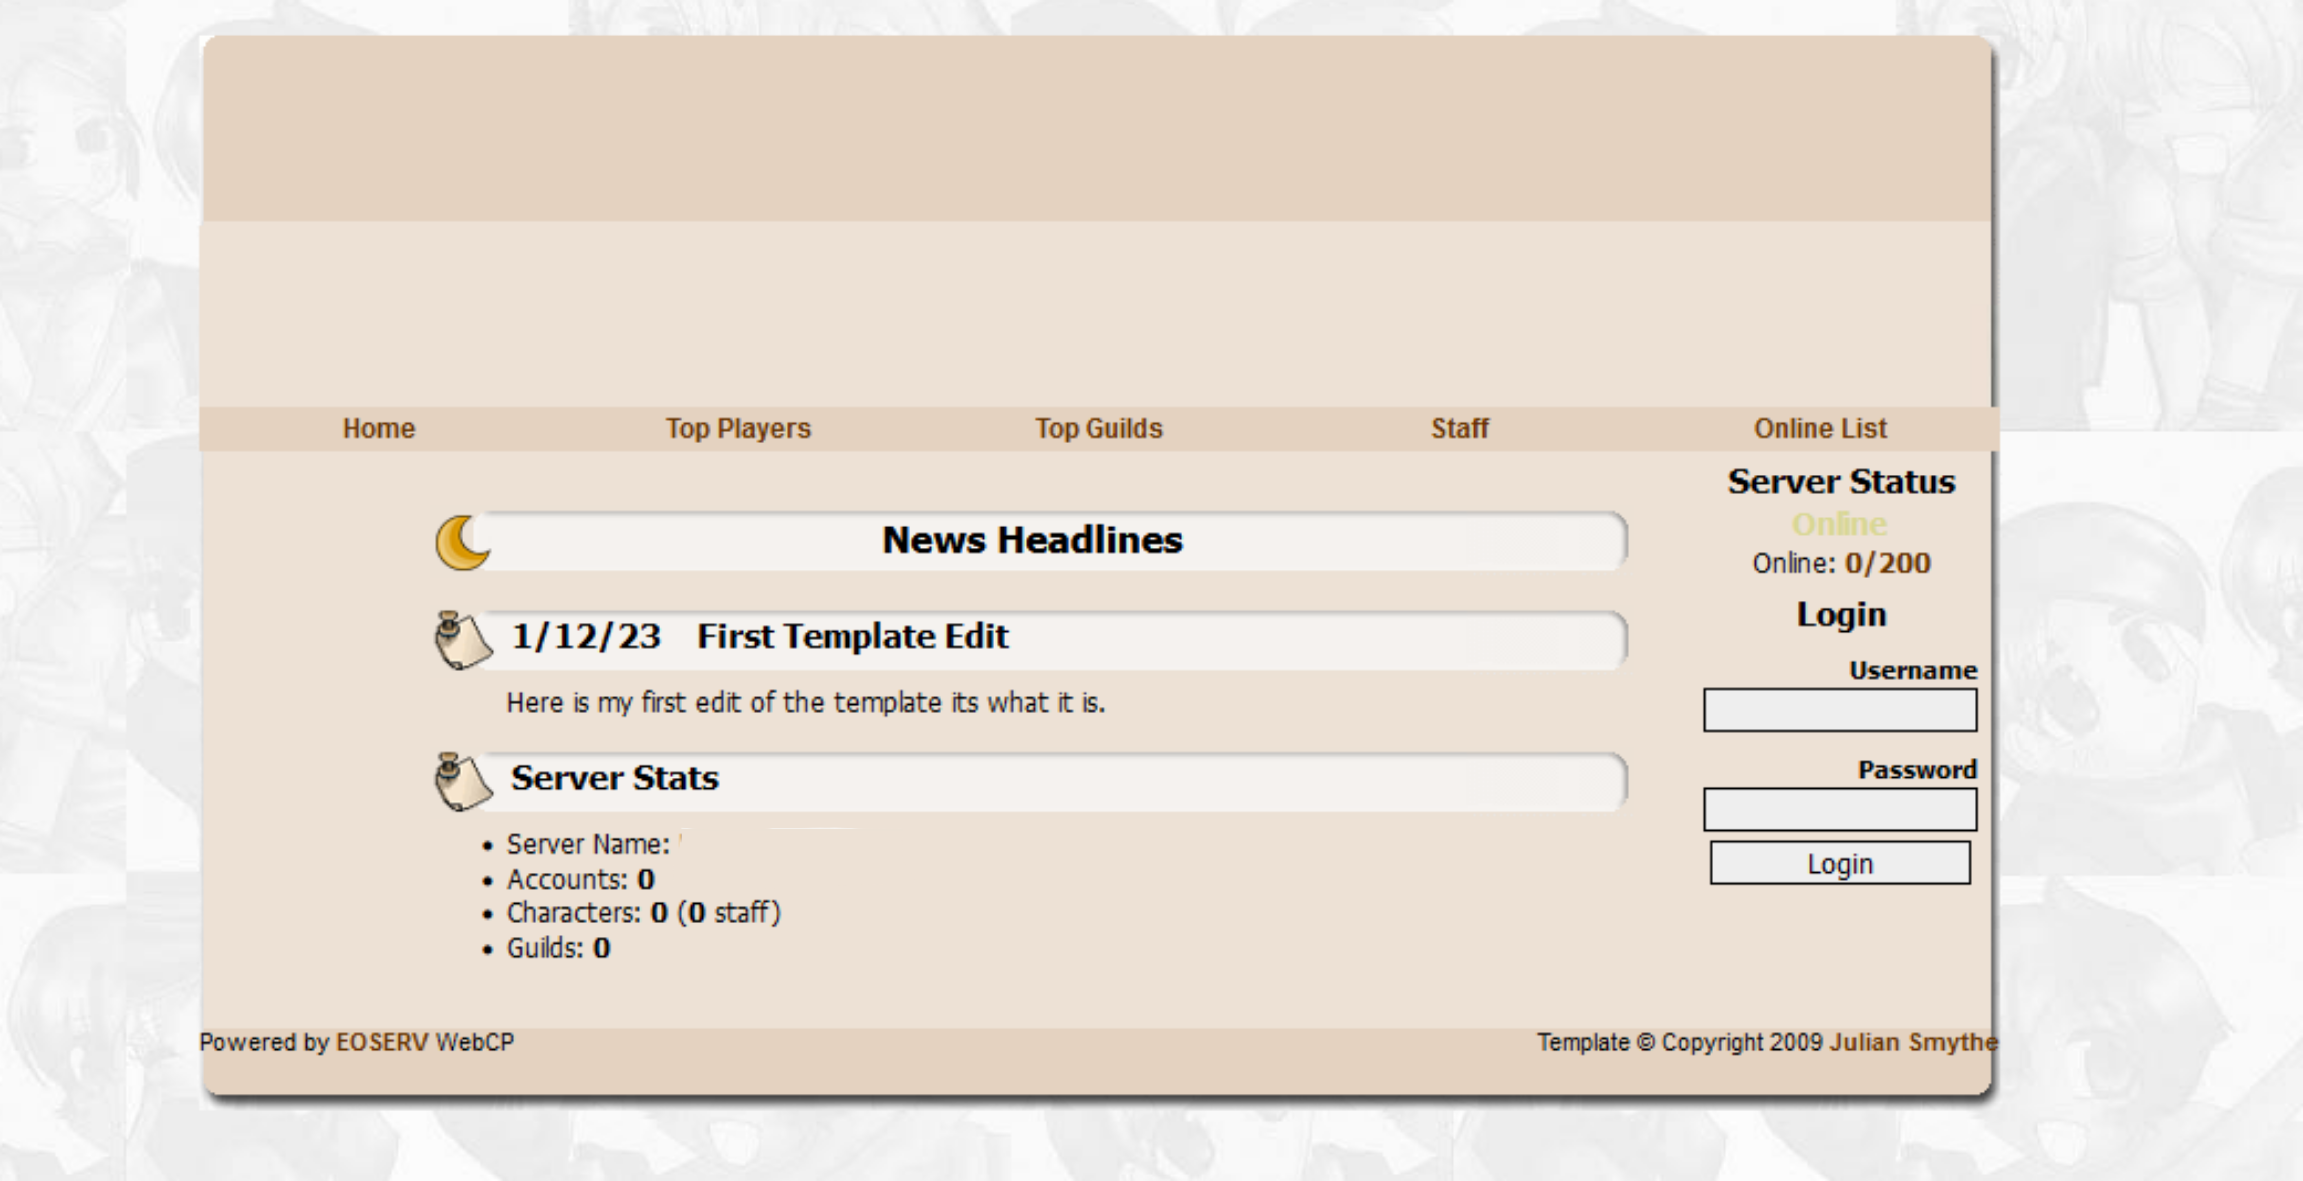 Home Top Players Top Guilds Staff Online List
News Headlines
1/12/23 First Template Edit
Here is my first edit of the template its what it is.
Server Stats
• Server Name:
• Accounts: 0
• Characters: 0 (0 staff)
• Guilds: 0
Server Status
Online
Online: 0/200
Login
Username
Password
Login
Powered by EOSERV WebCP
Template © Copyright 2009 Julian Smythe